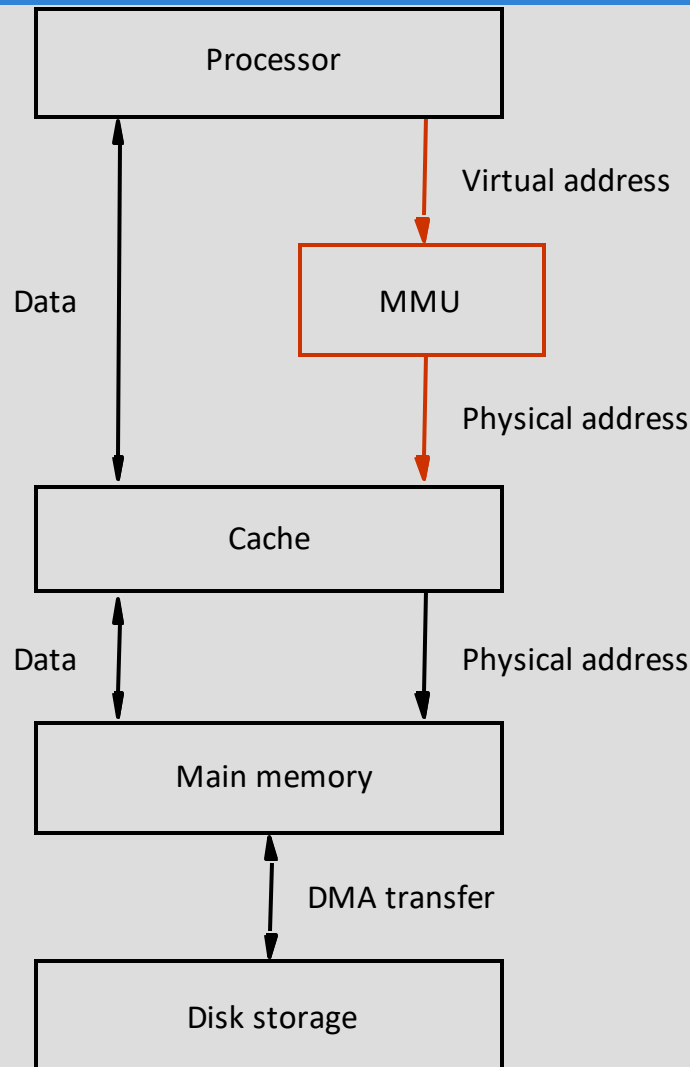 Processor
Virtual address
Data
MMU
Physical address
Cache
Data
Physical address
Main memory
DMA transfer
Disk storage